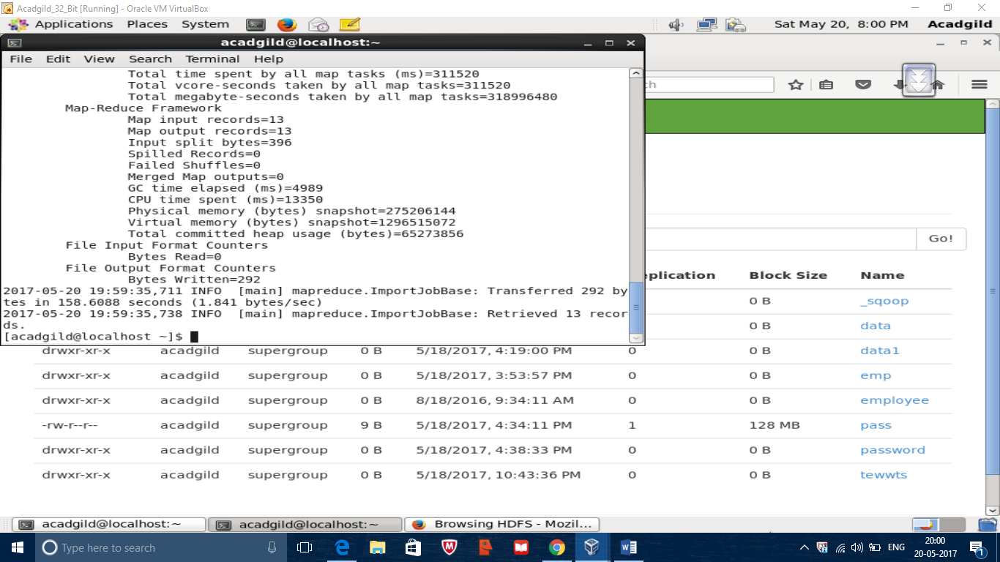 Acadgild_32_Bit [Running] - Oracle VM VirtualBox
Applications Places System Sat May 20, 8:00 PM Acadgild
acadgild@localhost:~
File Edit View Search Terminal Help
Total time spent by all map tasks (ms)=311520
Total vcore-seconds taken by all map tasks=311520
Total megabyte-seconds taken by all map tasks=318996480
Map-Reduce Framework
Map input records=13
Map output records=13
Input split bytes=396
Spilled Records=0
Failed Shuffles=0
Merged Map outputs=0
GC time elapsed (ms)=4989
CPU time spent (ms)=13350
Physical memory (bytes) snapshot=275206144
Virtual memory (bytes) snapshot=1296515072
Total committed heap usage (bytes)=65273856
File Input Format Counters
Bytes Read=0
File Output Format Counters
Bytes Written=292
2017-05-20 19:59:35,711 INFO  [main] mapreduce.ImportJobBase: Transferred 292 by
tes in 158.6088 seconds (1.841 bytes/sec)
2017-05-20 19:59:35,738 INFO  [main] mapreduce.ImportJobBase: Retrieved 13 recor
ds.
[acadgild@localhost ~]$
ch
Go!
eplication Block Size Name
0 B _sqoop
0 B data
drwxr-xr-x acadgild supergroup 0 B 5/18/2017, 4:19:00 PM 0 0 B data1
drwxr-xr-x acadgild supergroup 0 B 5/18/2017, 3:53:57 PM 0 0 B emp
drwxr-xr-x acadgild supergroup 0 B 8/18/2016, 9:34:11 AM 0 0 B employee
-rw-r--r-- acadgild supergroup 9 B 5/18/2017, 4:34:11 PM 1 128 MB pass
drwxr-xr-x acadgild supergroup 0 B 5/18/2017, 4:38:33 PM 0 0 B password
drwxr-xr-x acadgild supergroup 0 B 5/18/2017, 10:43:36 PM 0 0 B tewwts
acadgild@localhost:~ acadgild@localhost:~ Browsing HDFS - Mozil...
Type here to search ENG 20:00
20-05-2017 1